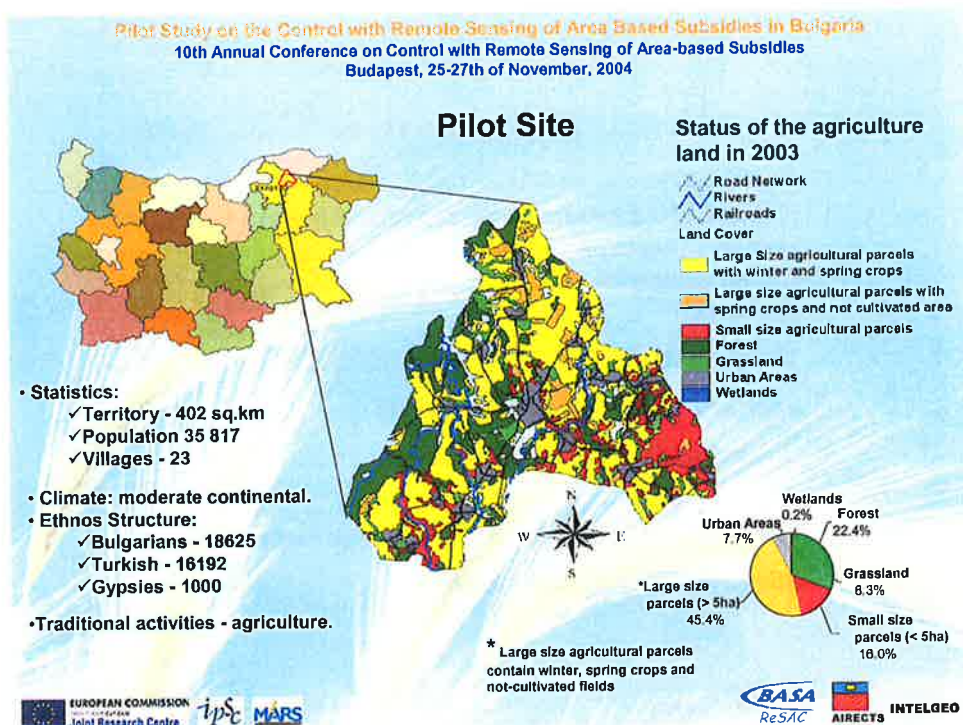 Pilot Study on the Control with Remote Sensing of Area Based Subsidies in Bulgaria
10th Annual Conference on Control with Remote Sensing of Area-based Subsidies
Budapest, 25-27th of November, 2004
Pilot Site
Status of the agriculture
land in 2003
Road Network
Rivers
Railroads
Land Cover
Large Size agricultural parcels
with winter and spring crops
Large size agricultural parcels with
spring crops and not cultivated area
Small size agricultural parcels
Forest
Grassland
Urban Areas
Wetlands
• Statistics:
✓Territory - 402 sq.km
✓Population 35 817
✓Villages - 23
• Climate: moderate continental.
• Ethnos Structure:
✓Bulgarians - 18625
✓Turkish - 16192
✓Gypsies - 1000
•Traditional activities - agriculture.
N
W
E
S
Wetlands
0.2%
Forest
22.4%
Urban Areas
7.7%
Grassland
8.3%
*Large size
parcels (> 5ha)
45.4%
Small size
parcels (< 5ha)
16.0%
* Large size agricultural parcels
contain winter, spring crops and
not-cultivated fields
EUROPEAN COMMISSION
Joint Research Centre
ipsc
MARS
BASA
ReSAC
AIRECTS
INTELGEO